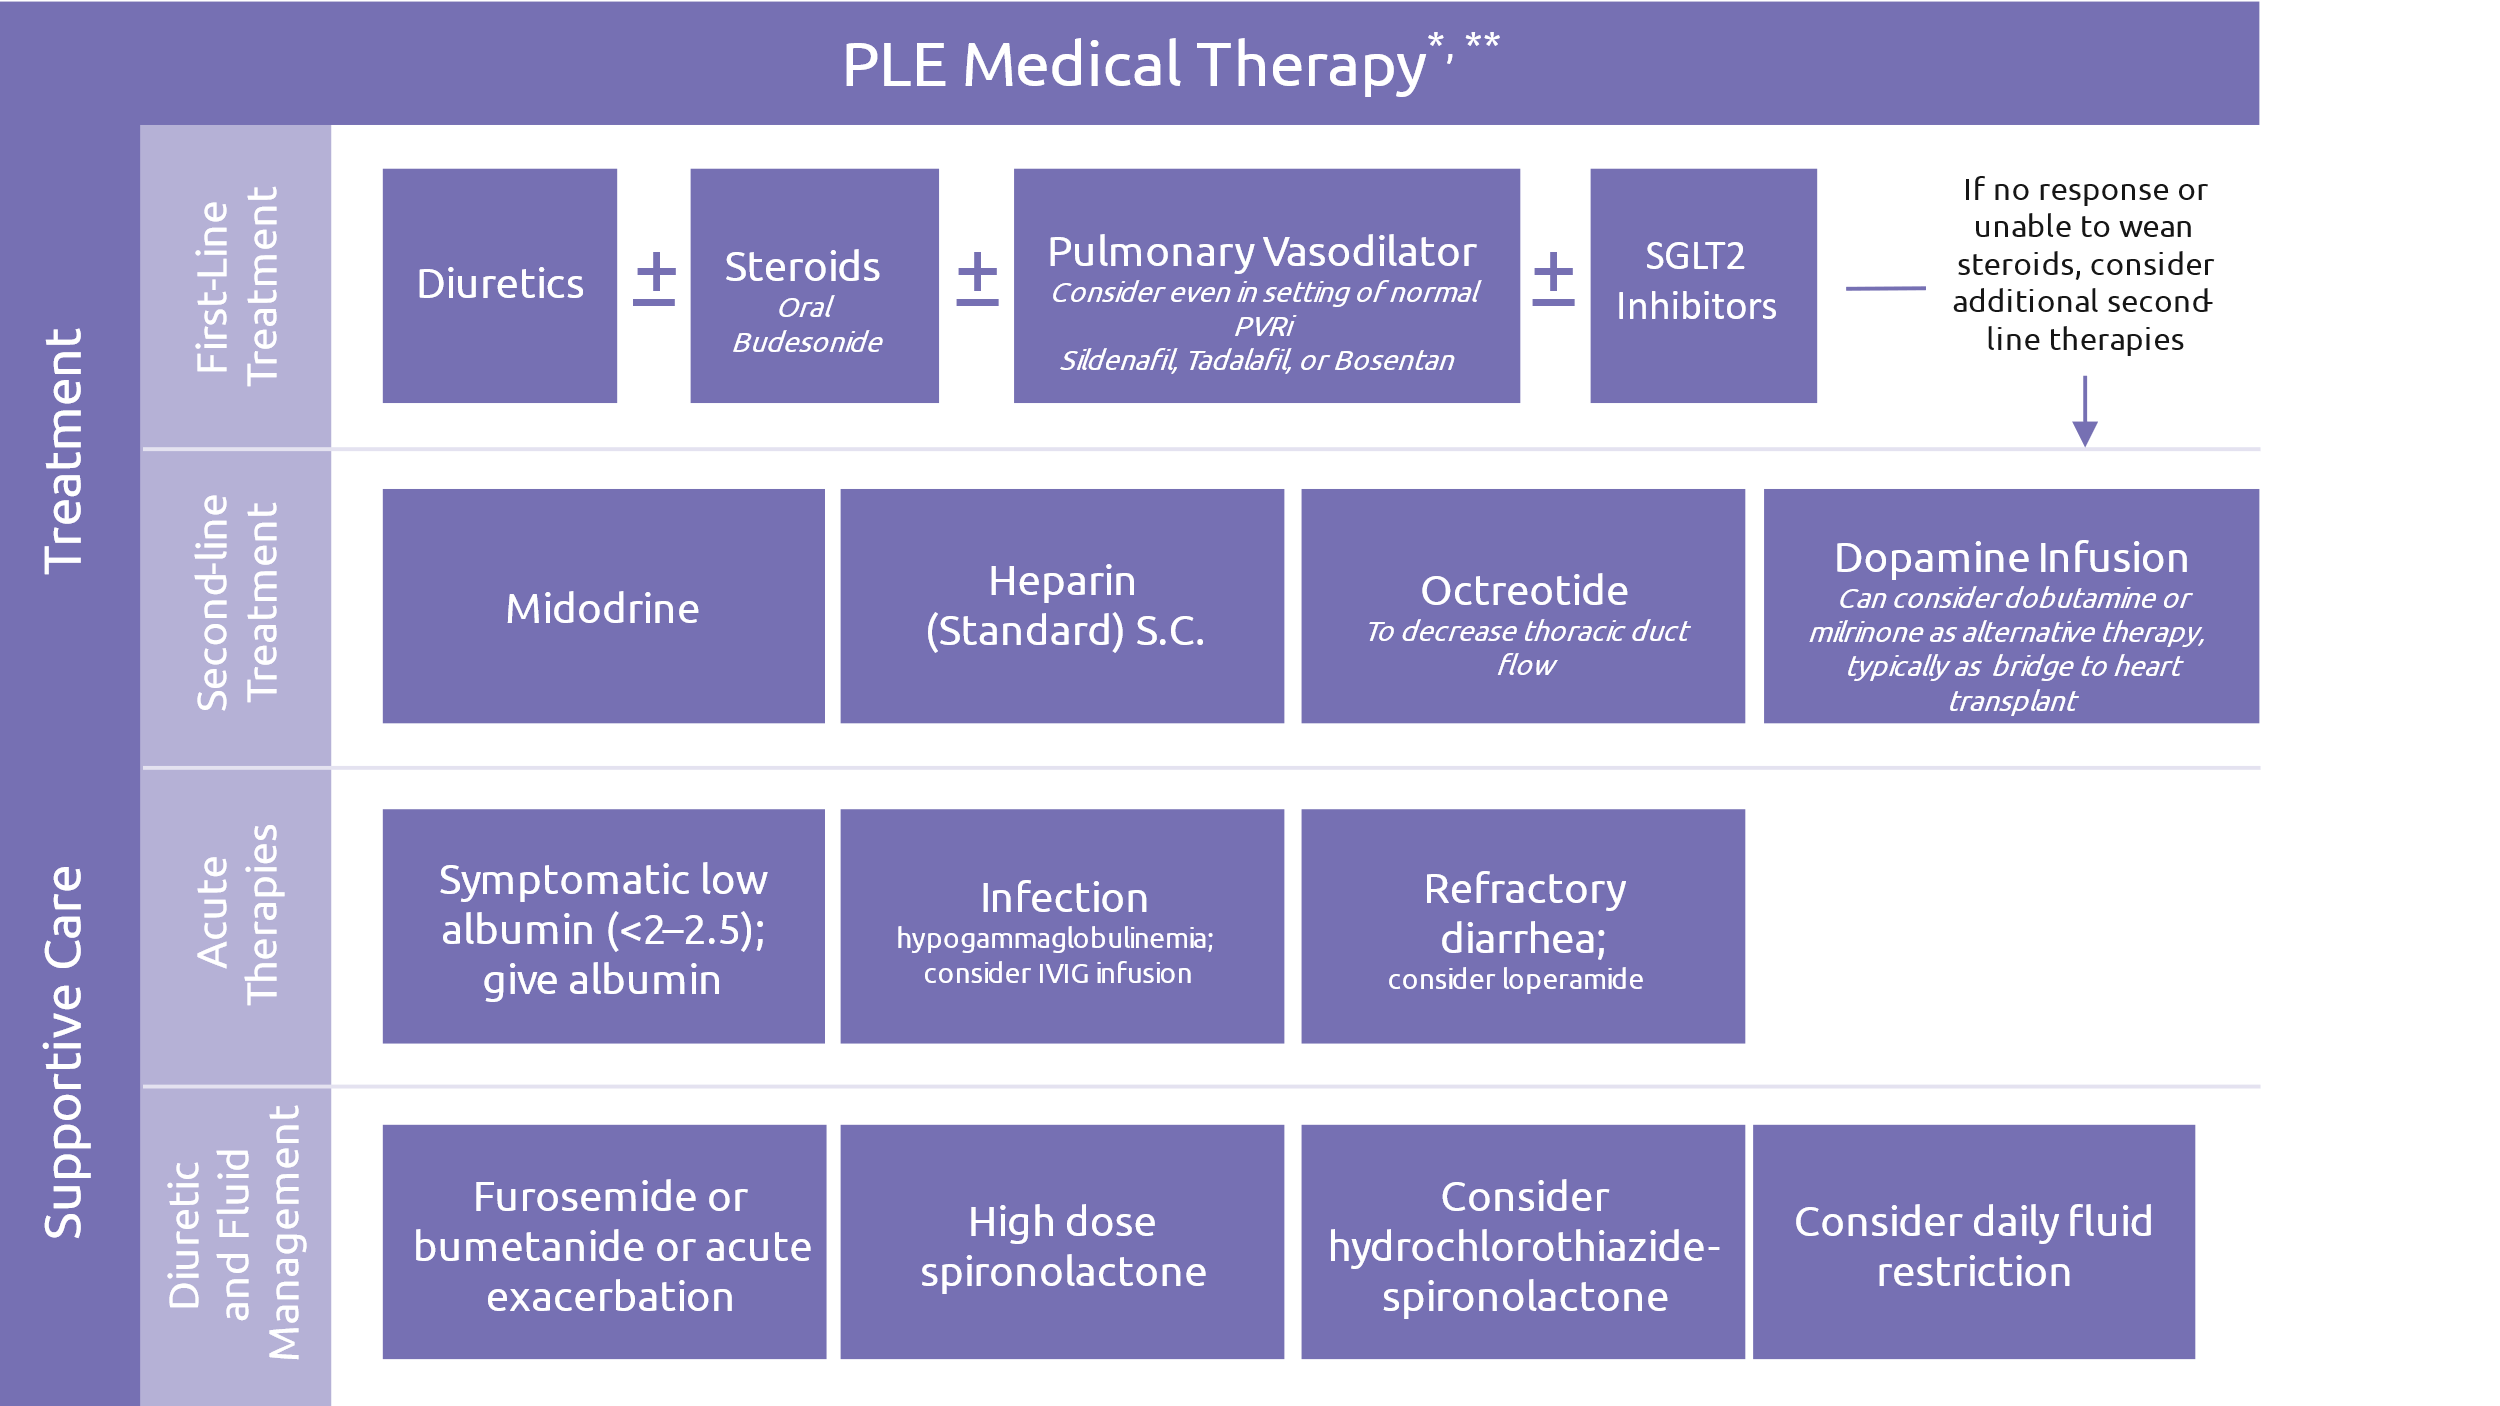 PLE Medical Therapy*, **
Treatment
First-Line
Treatment
Diuretics
±
Steroids
Oral
Budesonide
±
Pulmonary Vasodilator
Consider even in setting of normal
PVRi
Sildenafil, Tadalafil, or Bosentan
±
SGLT2
Inhibitors
If no response or
unable to wean
steroids, consider
additional second-
line therapies
Second-line
Treatment
Midodrine
Heparin
(Standard) S.C.
Octreotide
To decrease thoracic duct
flow
Dopamine Infusion
Can consider dobutamine or
milrinone as alternative therapy,
typically as bridge to heart
transplant
Supportive Care
Acute
Therapies
Symptomatic low
albumin (<2–2.5);
give albumin
Infection
hypogammaglobulinemia;
consider IVIG infusion
Refractory
diarrhea;
consider loperamide
Diuretic
and Fluid
Management
Furosemide or
bumetanide or acute
exacerbation
High dose
spironolactone
Consider
hydrochlorothiazide-
spironolactone
Consider daily fluid
restriction